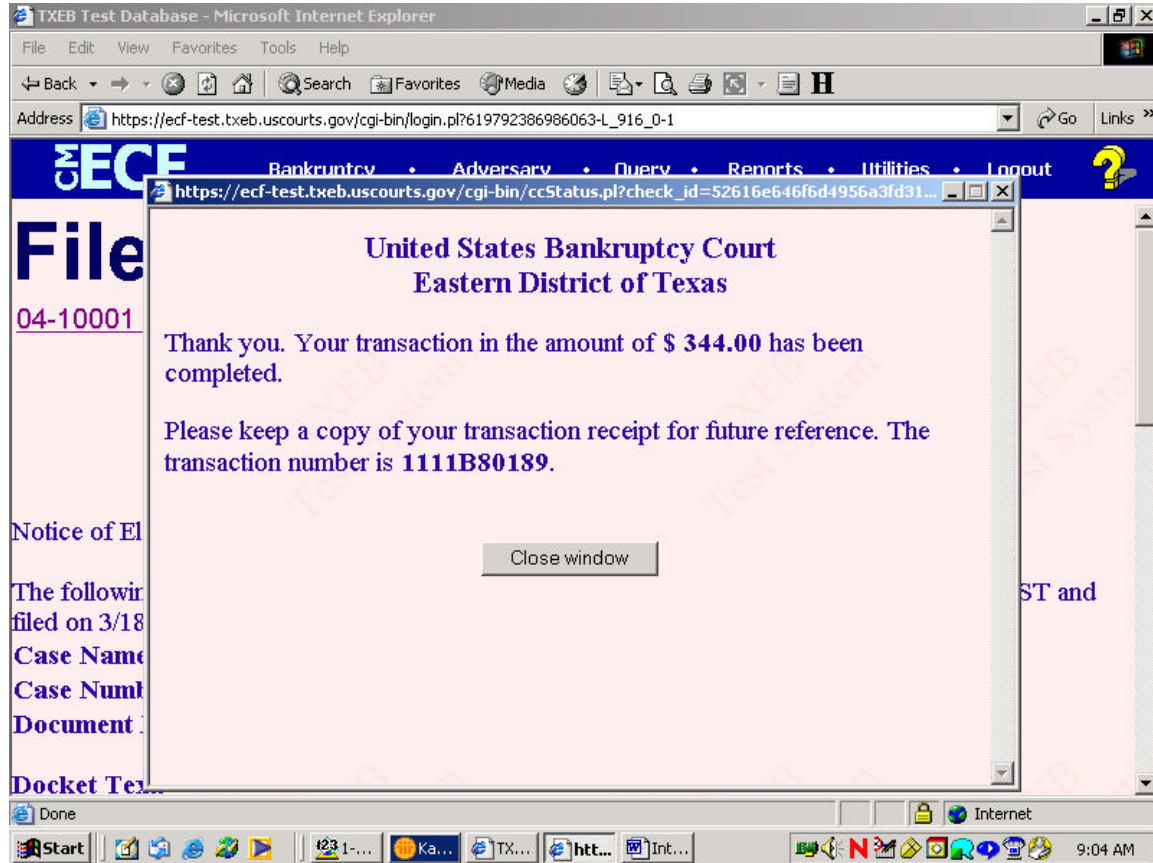 TXEB Test Database - Microsoft Internet Explorer
File Edit View Favorites Tools Help
Back Search Favorites Media H
Address https://ecf-test.txeb.uscourts.gov/cgi-bin/login.pl?619792386986063-L_916_0-1 Go Links »
CM ECF Bankruptcy • Adversary • Query • Reports • Utilities • Logout ?
https://ecf-test.txeb.uscourts.gov/cgi-bin/ccStatus.pl?check_id=52616e646f6d4956a3fd31...
File
04-10001
United States Bankruptcy Court
Eastern District of Texas
Thank you. Your transaction in the amount of $ 344.00 has been
completed.
Please keep a copy of your transaction receipt for future reference. The
transaction number is 1111B80189.
TXEB
Test System
Close window
Notice of El
The followin ST and
filed on 3/18
Case Name
Case Numb
Document
Docket Tex
Done Internet
Start 1-... Ka... TX... htt... Int... N 9:04 AM